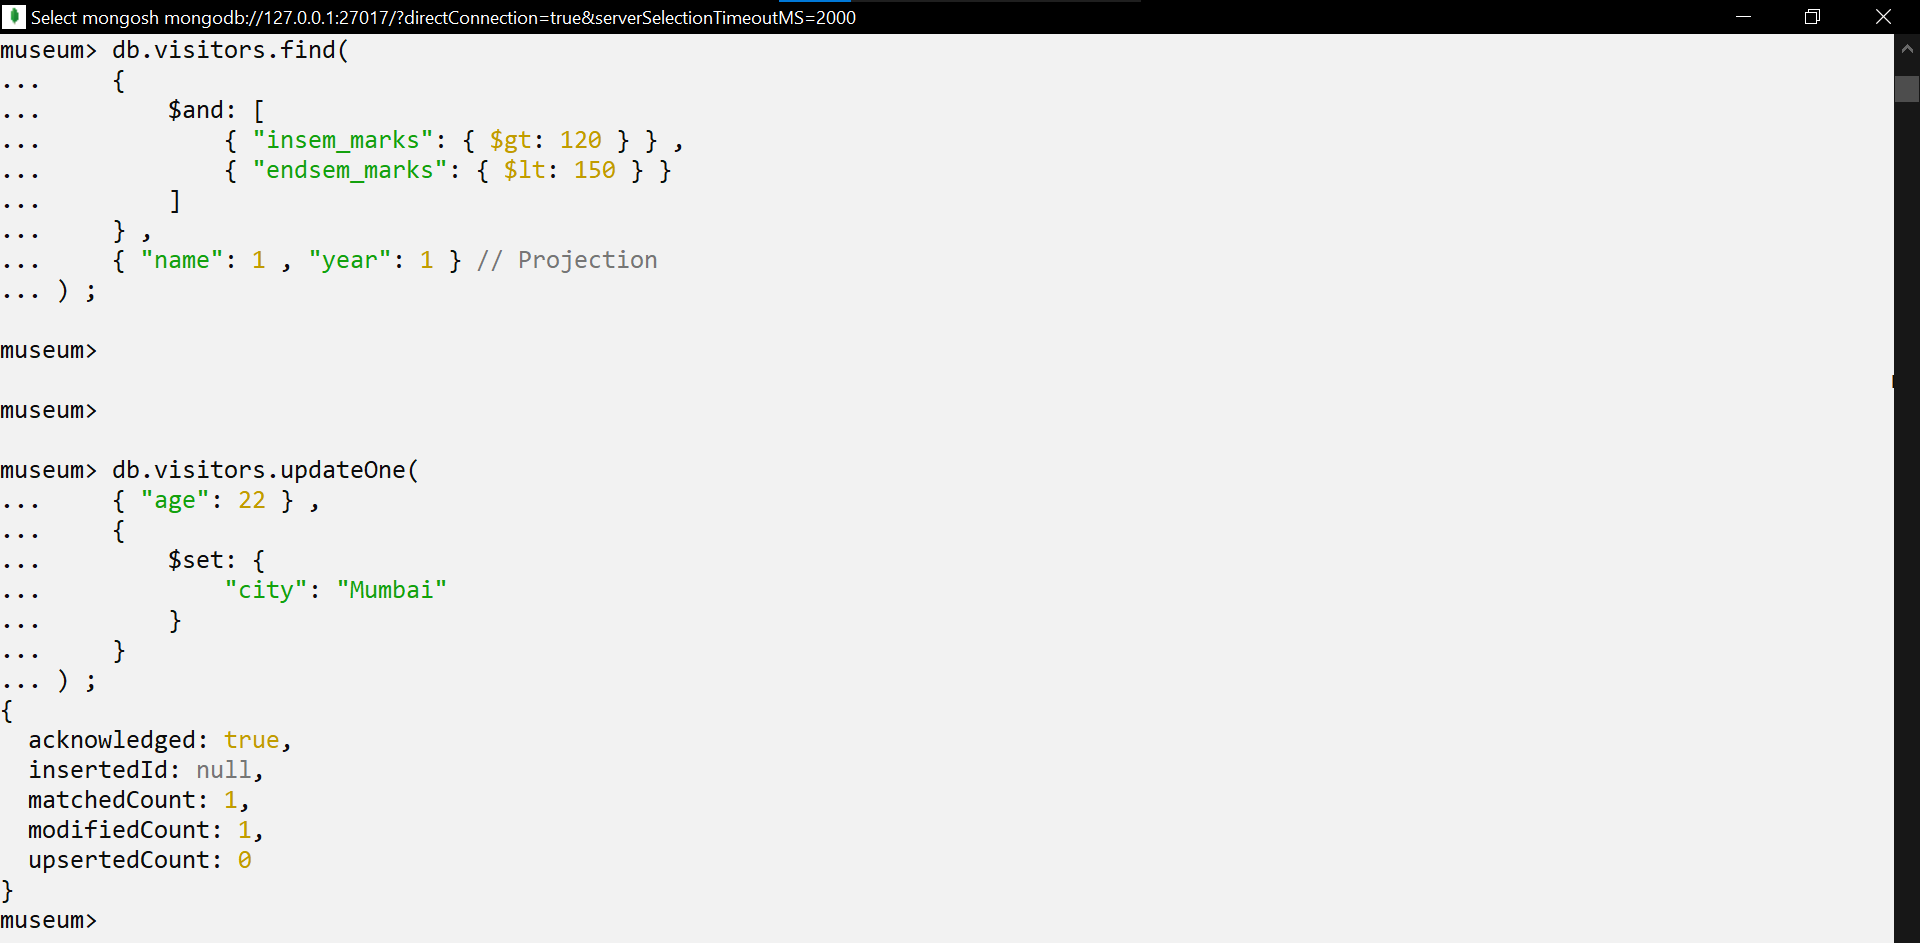 Select mongosh mongodb://127.0.0.1:27017/?directConnection=true&serverSelectionTimeoutMS=2000
museum> db.visitors.find(
...     {
...         $and: [
...             { "insem_marks": { $gt: 120 } } ,
...             { "endsem_marks": { $lt: 150 } }
...         ]
...     } ,
...     { "name": 1 , "year": 1 } // Projection
... ) ;
museum>
museum>
museum> db.visitors.updateOne(
...     { "age": 22 } ,
...     {
...         $set: {
...             "city": "Mumbai"
...         }
...     }
... ) ;
{
  acknowledged: true,
  insertedId: null,
  matchedCount: 1,
  modifiedCount: 1,
  upsertedCount: 0
}
museum>